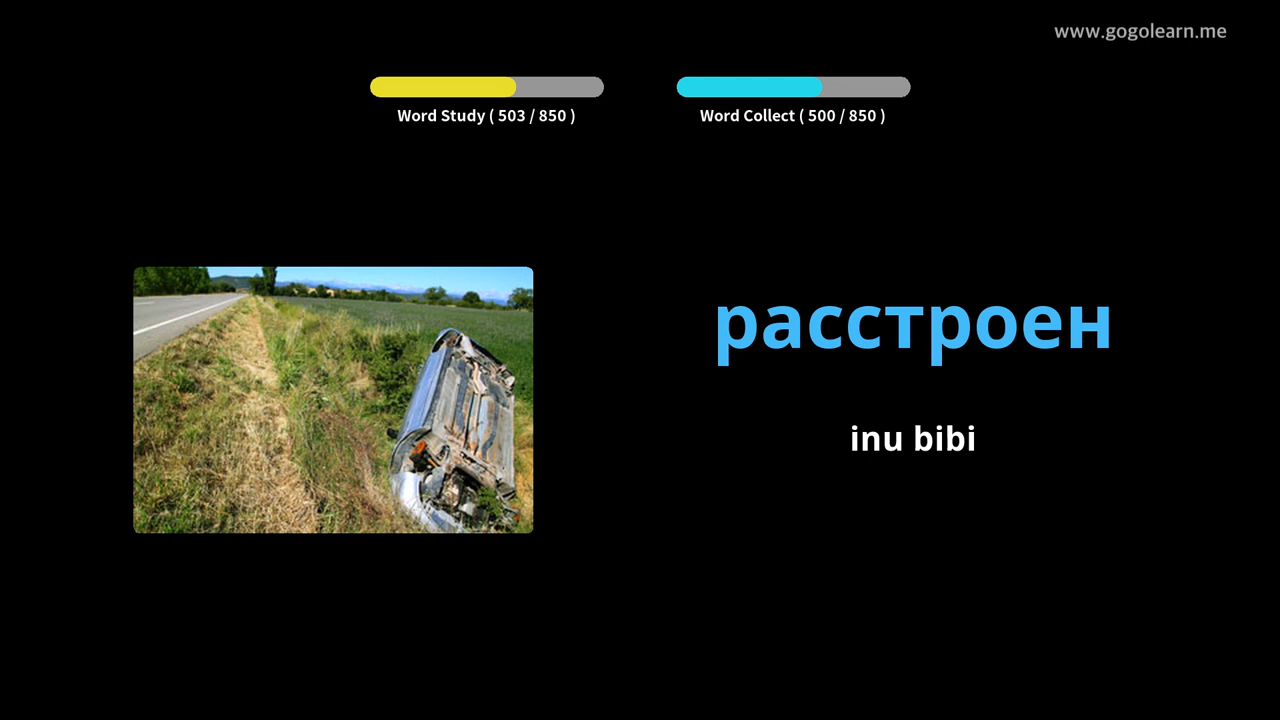 www.gogolearn.me
Word Study ( 503 / 850 )
Word Collect ( 500 / 850 )
расстроен
inu bibi